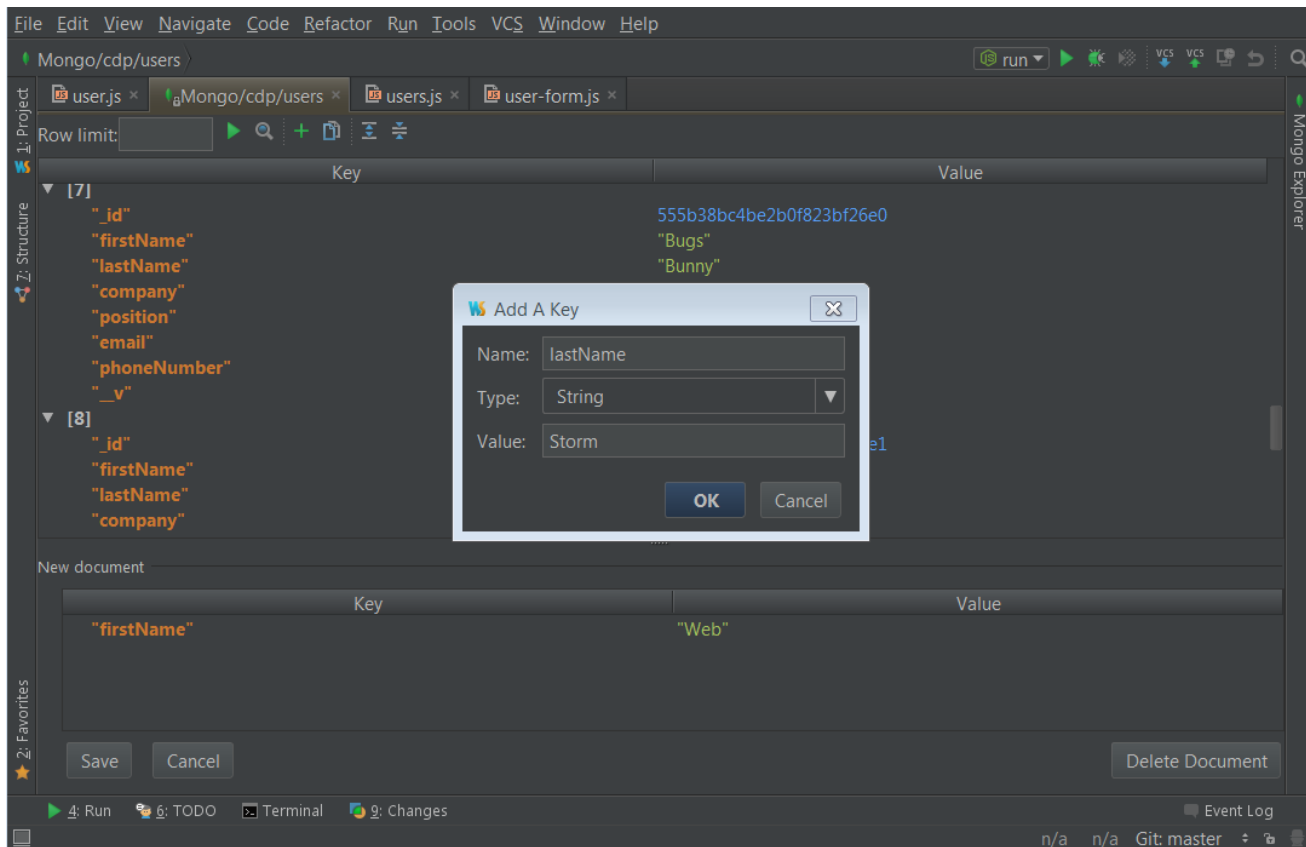 File Edit View Navigate Code Refactor Run Tools VCS Window Help
Mongo/cdp/users
run
VCS VCS
1: Project
7: Structure
2: Favorites
Mongo Explorer
user.js × Mongo/cdp/users × users.js × user-form.js ×
Row limit:
Key Value
[7]
"_id" 555b38bc4be2b0f823bf26e0
"firstName" "Bugs"
"lastName" "Bunny"
"company"
"position"
"email"
"phoneNumber"
"__v"
[8]
"_id" e1
"firstName"
"lastName"
"company"
WS Add A Key
Name: lastName
Type: String
Value: Storm
OK Cancel
New document
Key Value
"firstName" "Web"
Save Cancel Delete Document
4: Run 6: TODO Terminal 9: Changes Event Log
n/a n/a Git: master